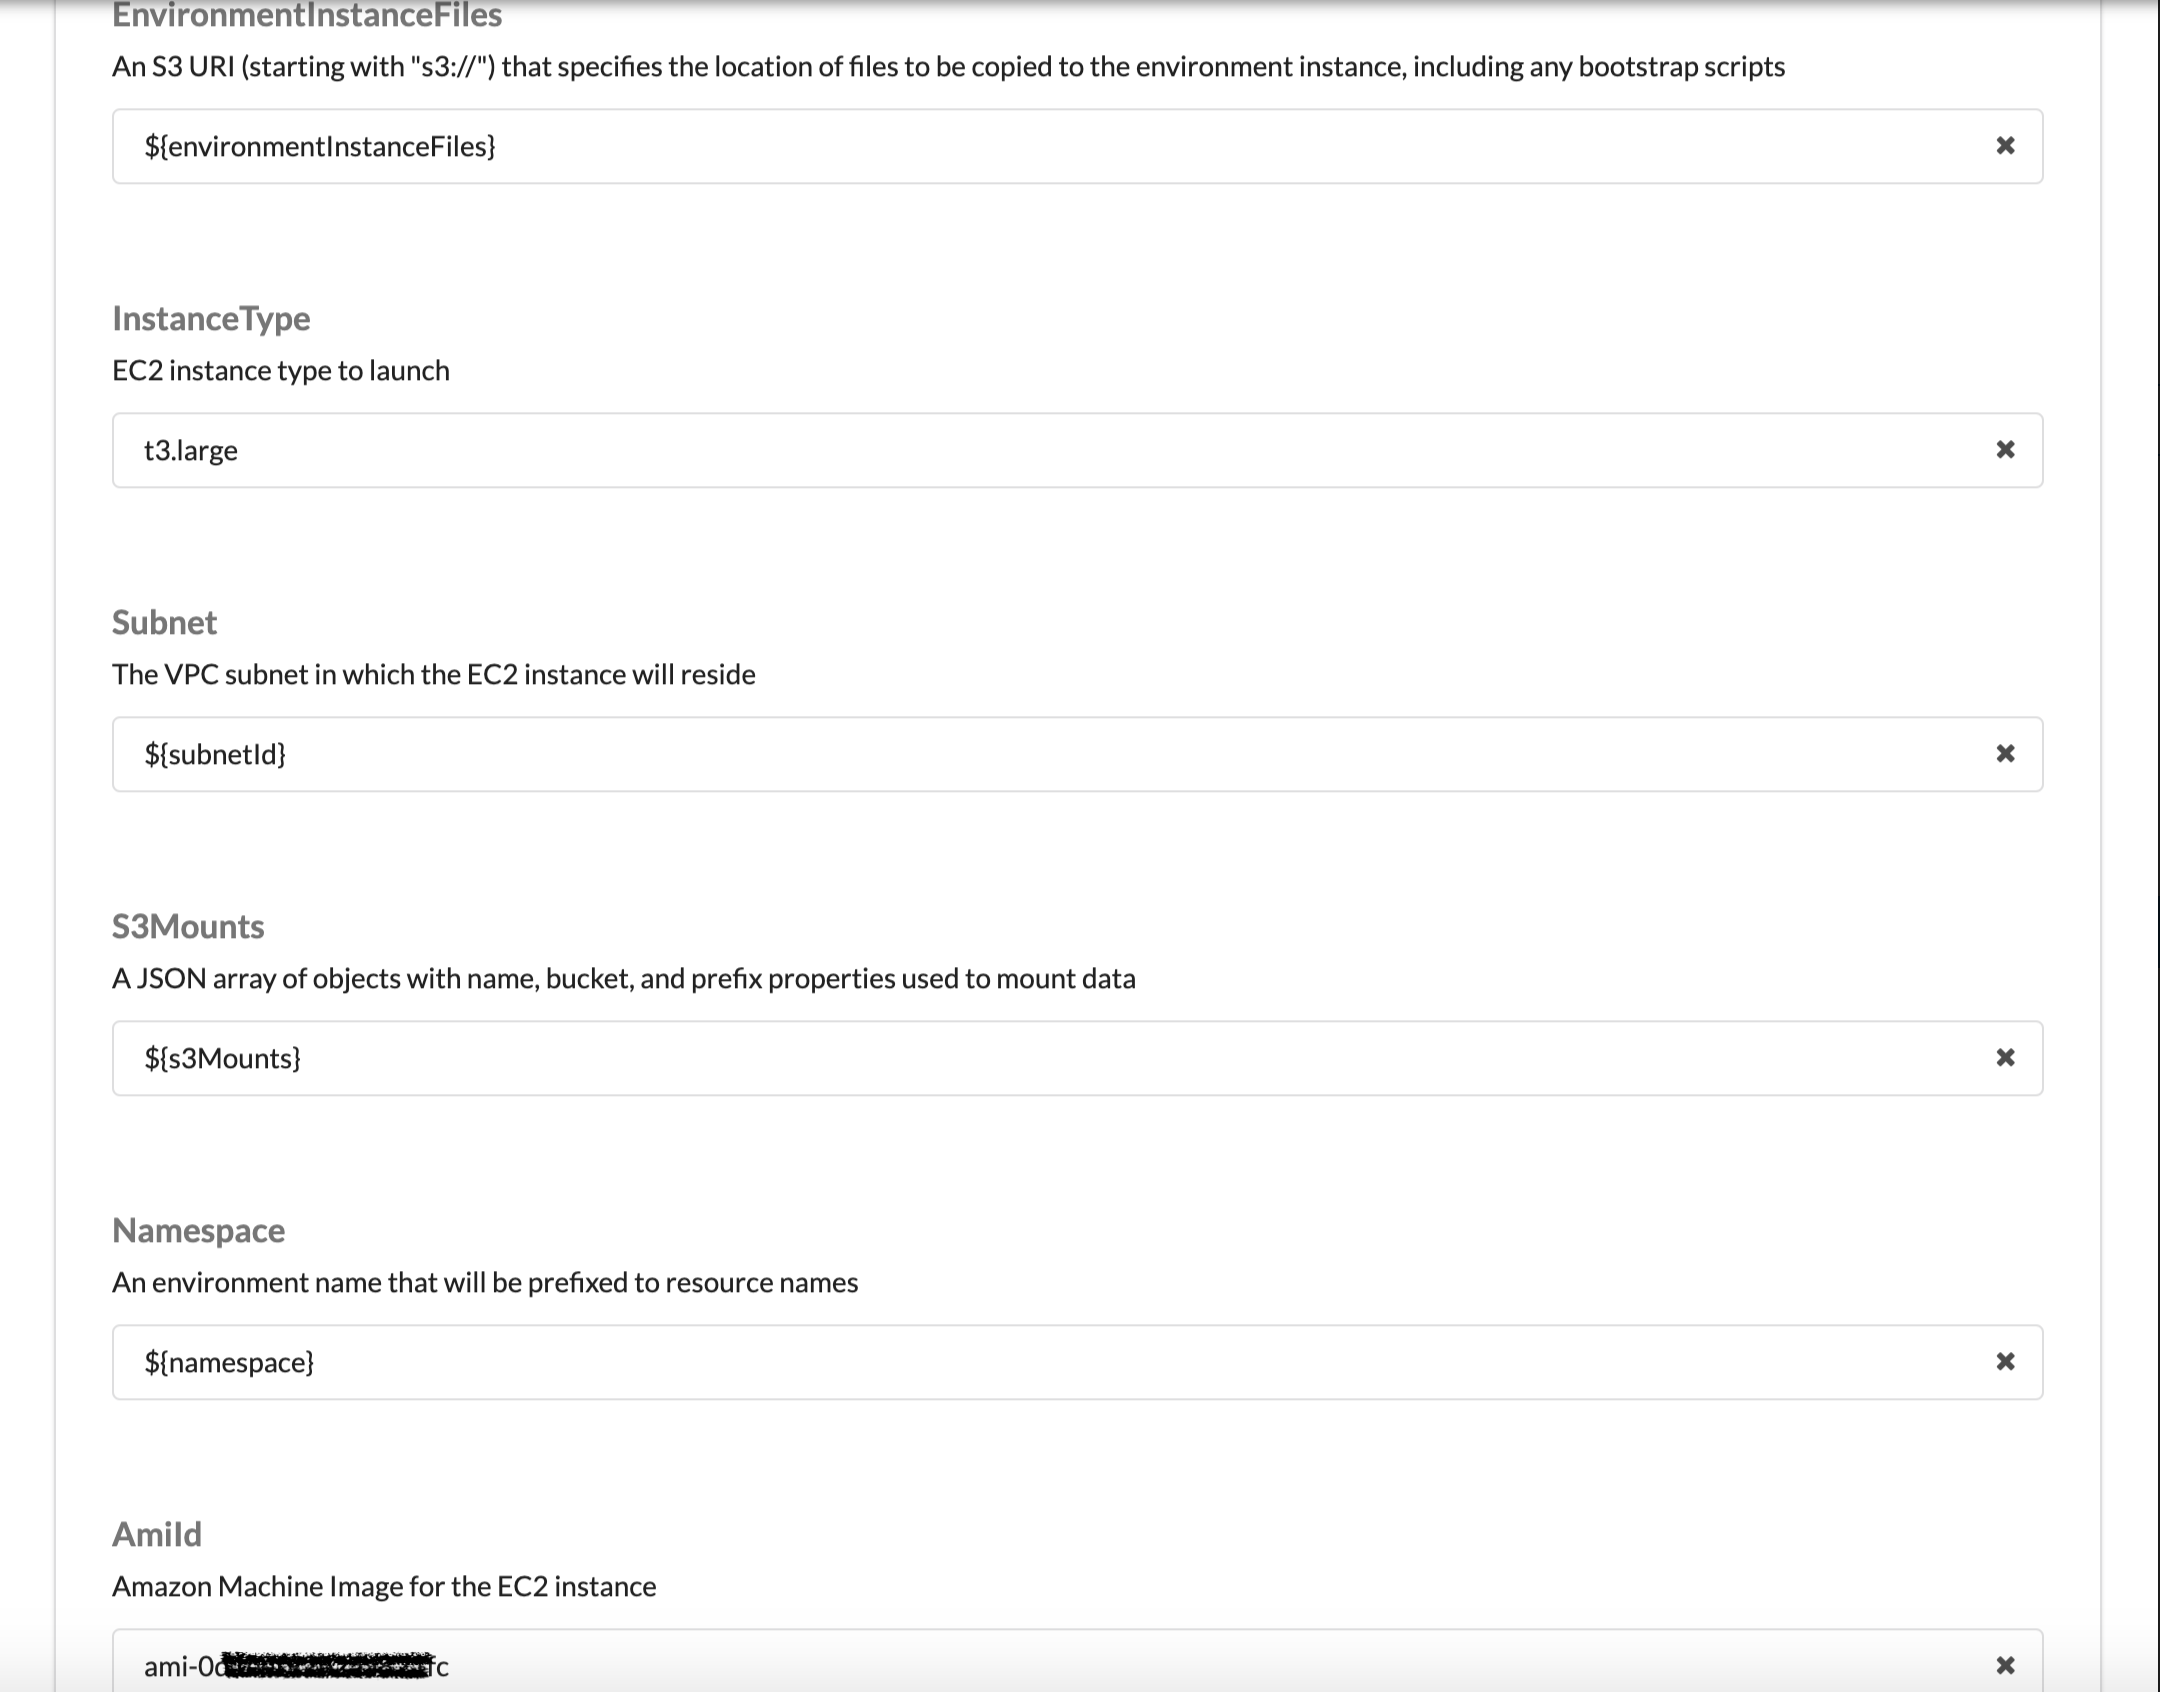 EnvironmentInstanceFiles
An S3 URI (starting with "s3://") that specifies the location of files to be copied to the environment instance, including any bootstrap scripts
${environmentInstanceFiles}
InstanceType
EC2 instance type to launch
t3.large
Subnet
The VPC subnet in which the EC2 instance will reside
${subnetId}
S3Mounts
A JSON array of objects with name, bucket, and prefix properties used to mount data
${s3Mounts}
Namespace
An environment name that will be prefixed to resource names
${namespace}
AmiId
Amazon Machine Image for the EC2 instance